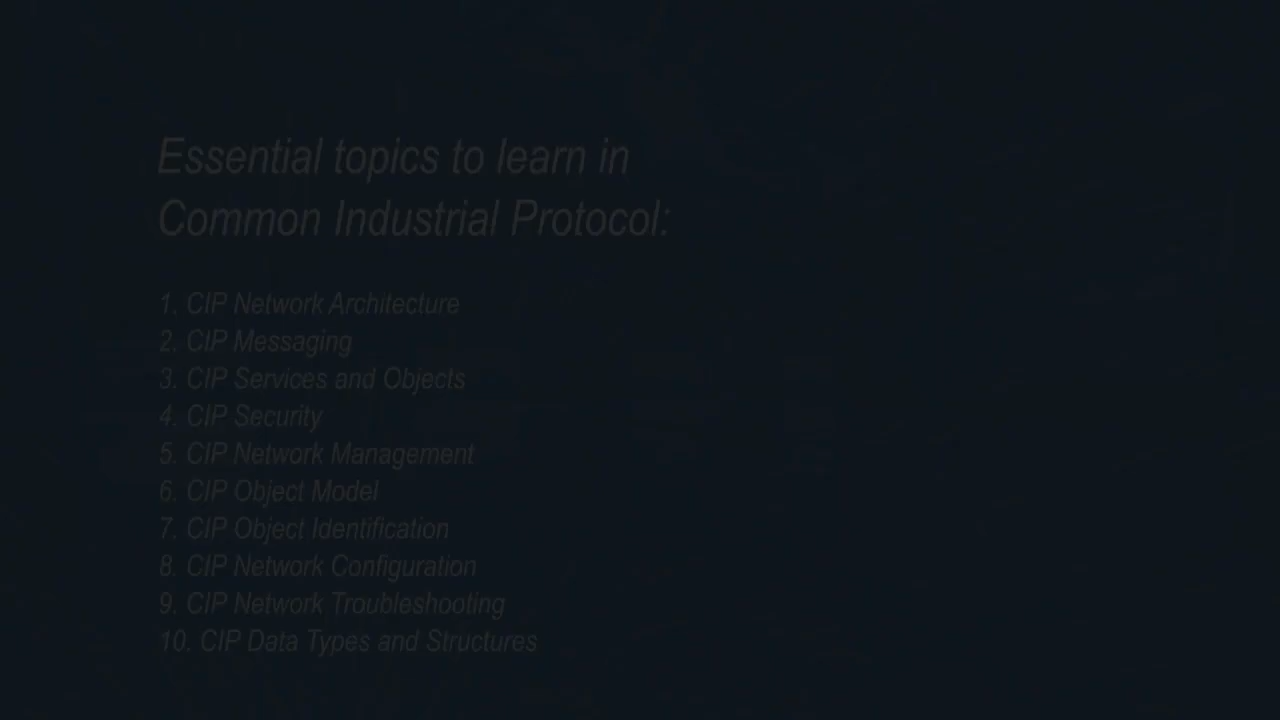 Essential topics to learn in
Common Industrial Protocol:
1. CIP Network Architecture
2. CIP Messaging
3. CIP Services and Objects
4. CIP Security
5. CIP Network Management
6. CIP Object Model
7. CIP Object Identification
8. CIP Network Configuration
9. CIP Network Troubleshooting
10. CIP Data Types and Structures